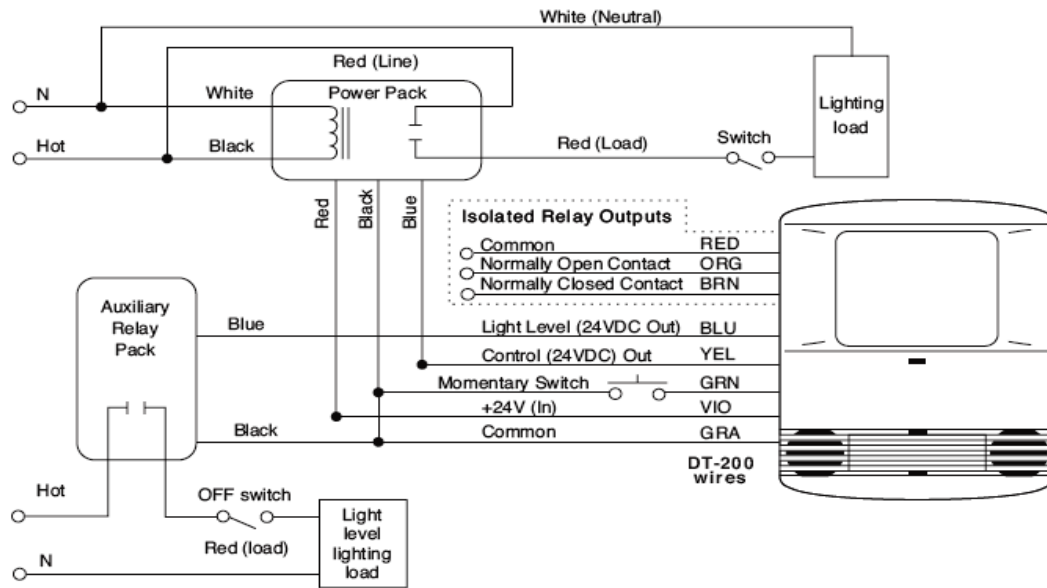 White (Neutral)
Red (Line)
N
White
Power Pack
Lighting
load
Hot
Black
Red (Load)
Switch
Red
Black
Blue
Isolated Relay Outputs
Common RED
Normally Open Contact ORG
Normally Closed Contact BRN
Auxiliary
Relay
Pack
Blue
Light Level (24VDC Out) BLU
Control (24VDC) Out YEL
Momentary Switch GRN
+24V (In) VIO
Black
Common GRA
DT-200
wires
Hot
OFF switch
Red (load)
N
Light
level
lighting
load